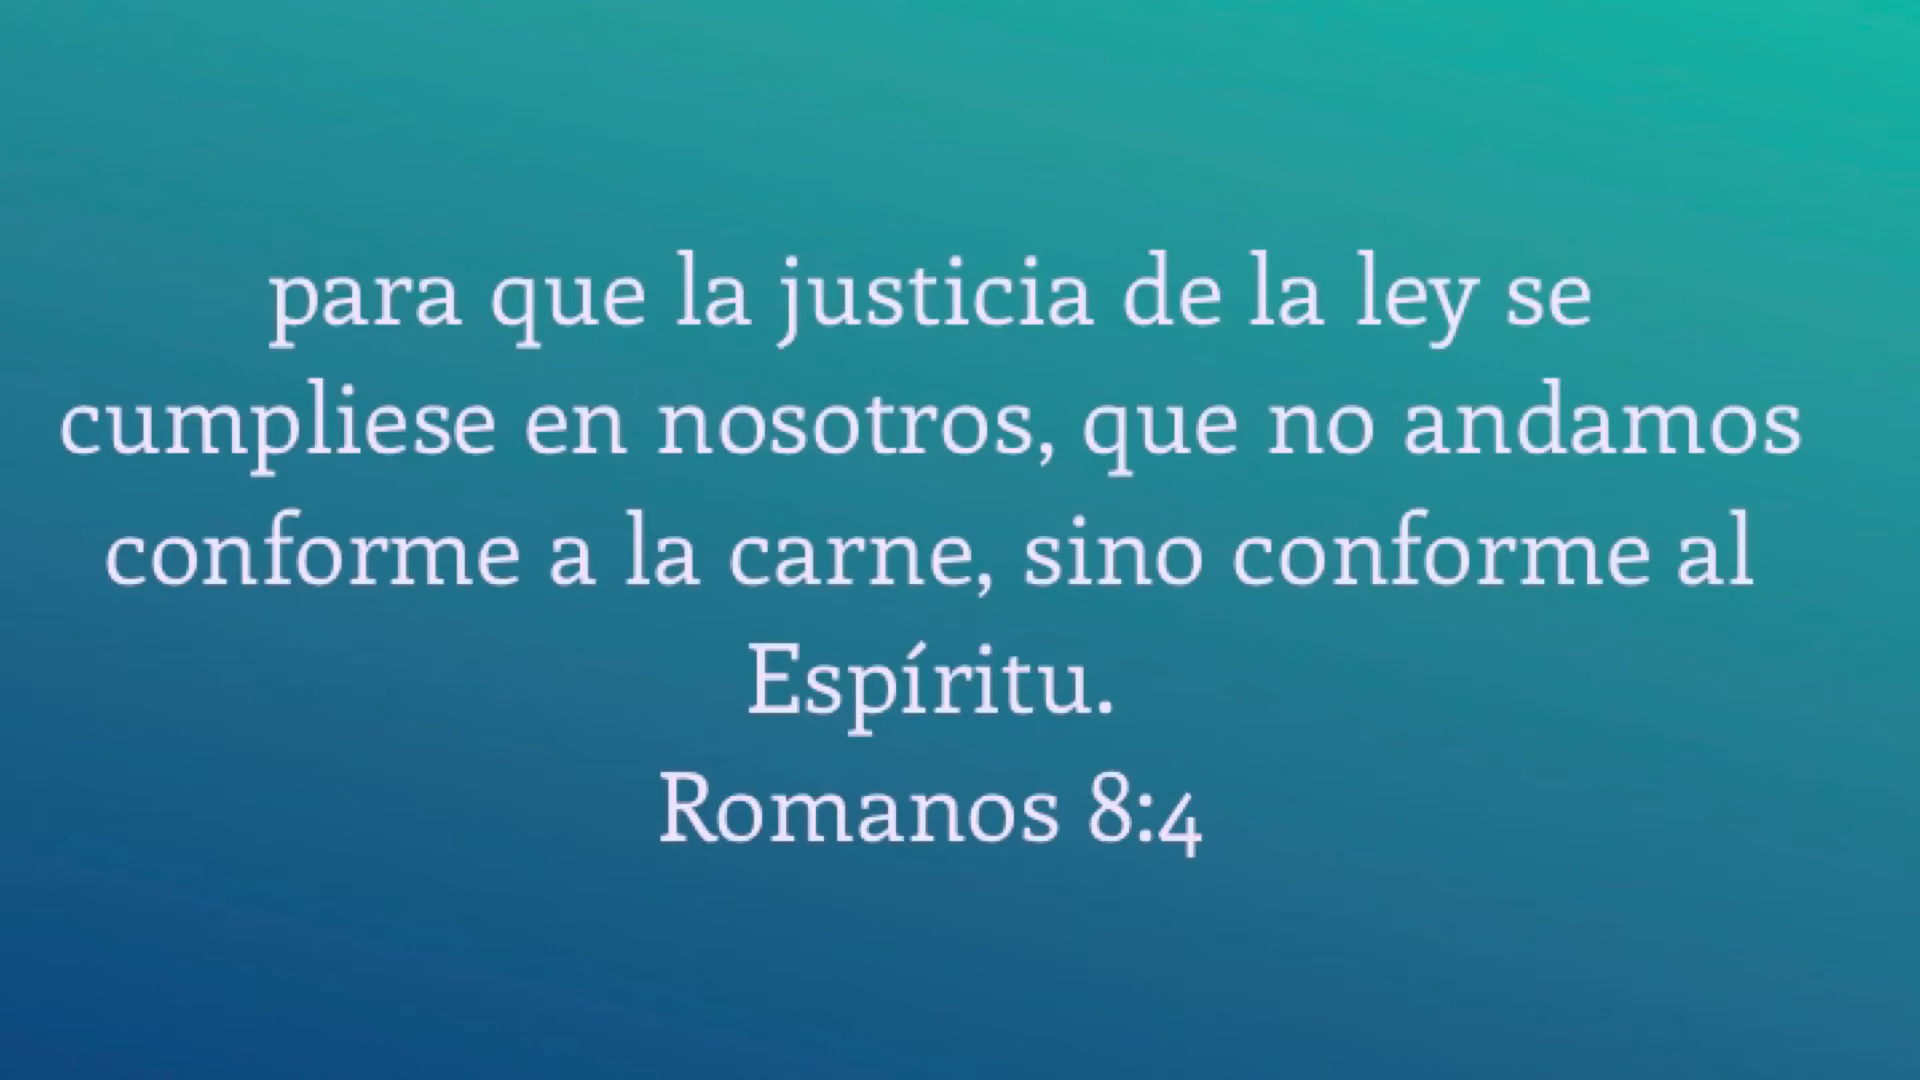 para que la justicia de la ley se
cumpliese en nosotros, que no andamos
conforme a la carne, sino conforme al
Espíritu.
Romanos 8:4